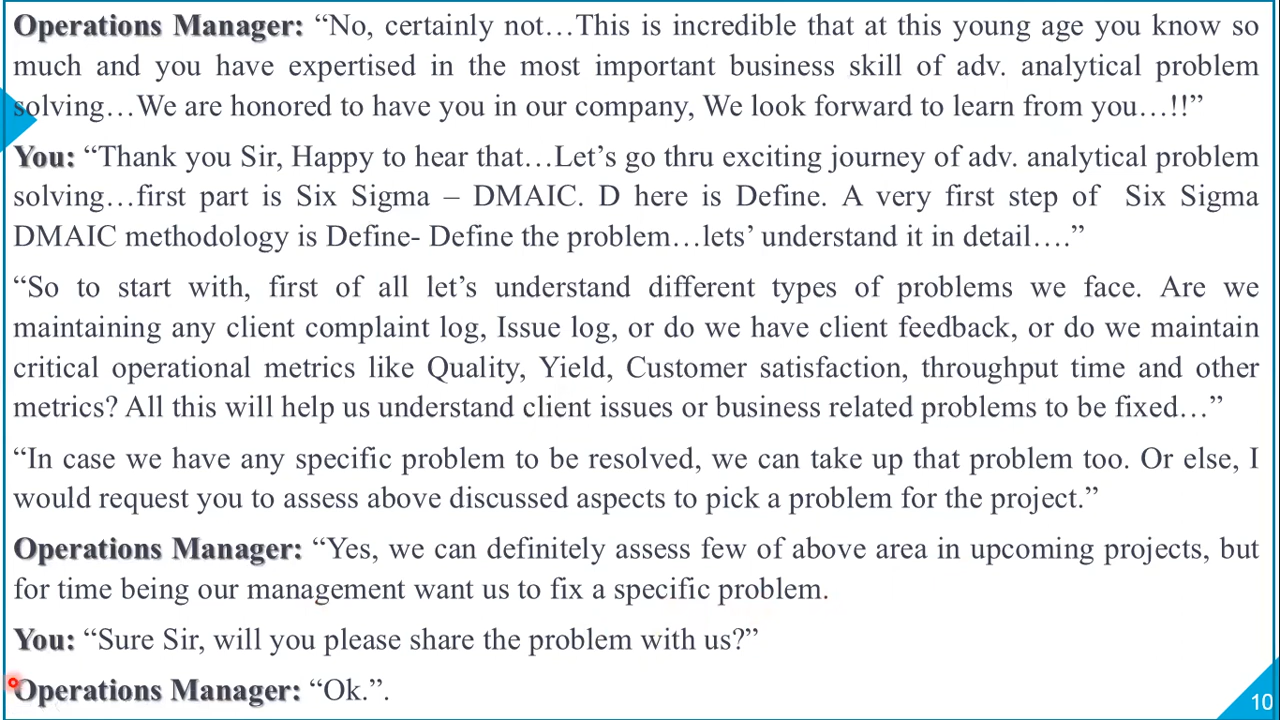 Operations Manager: “No, certainly not…This is incredible that at this young age you know so
much and you have expertised in the most important business skill of adv. analytical problem
solving…We are honored to have you in our company, We look forward to learn from you…!!”
You: “Thank you Sir, Happy to hear that…Let’s go thru exciting journey of adv. analytical problem
solving…first part is Six Sigma – DMAIC. D here is Define. A very first step of Six Sigma
DMAIC methodology is Define- Define the problem…lets’ understand it in detail….”
“So to start with, first of all let’s understand different types of problems we face. Are we
maintaining any client complaint log, Issue log, or do we have client feedback, or do we maintain
critical operational metrics like Quality, Yield, Customer satisfaction, throughput time and other
metrics? All this will help us understand client issues or business related problems to be fixed…”
“In case we have any specific problem to be resolved, we can take up that problem too. Or else, I
would request you to assess above discussed aspects to pick a problem for the project.”
Operations Manager: “Yes, we can definitely assess few of above area in upcoming projects, but
for time being our management want us to fix a specific problem.
You: “Sure Sir, will you please share the problem with us?”
Operations Manager: “Ok.”.
10